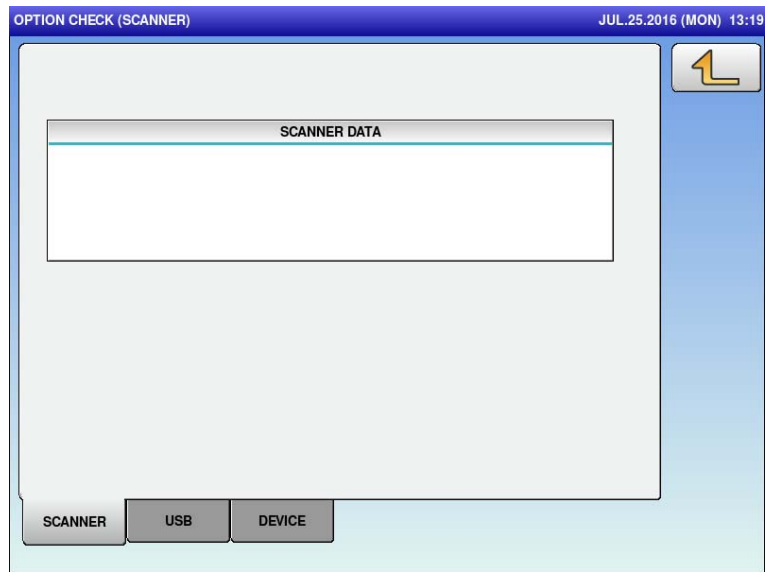 OPTION CHECK (SCANNER) JUL.25.2016 (MON) 13:19
SCANNER DATA
SCANNER USB DEVICE